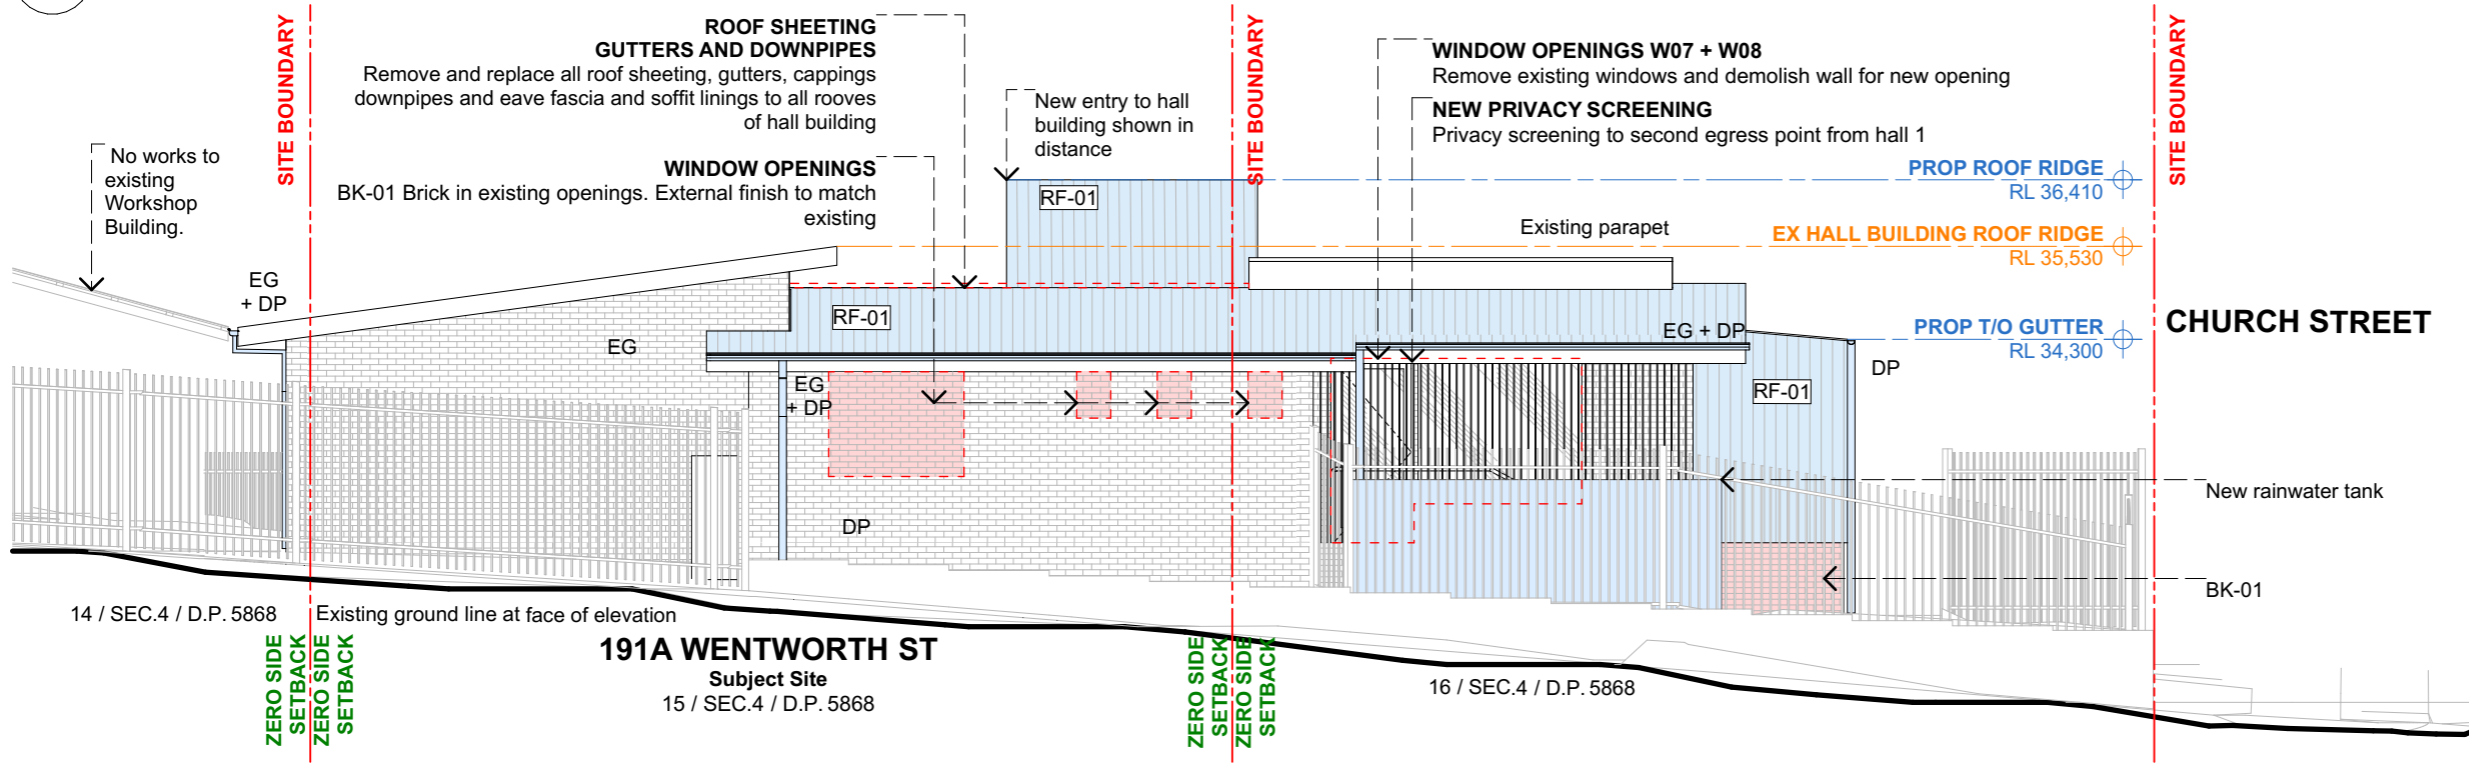 SITE BOUNDARY
ROOF SHEETING
GUTTERS AND DOWNPIPES
Remove and replace all roof sheeting, gutters, cappings
downpipes and eave fascia and soffit linings to all rooves
of hall building
WINDOW OPENINGS
BK-01 Brick in existing openings. External finish to match
existing
No works to
existing
Workshop
Building.
New entry to hall
building shown in
distance
SITE BOUNDARY
WINDOW OPENINGS W07 + W08
Remove existing windows and demolish wall for new opening
NEW PRIVACY SCREENING
Privacy screening to second egress point from hall 1
SITE BOUNDARY
PROP ROOF RIDGE
RL 36,410
Existing parapet
EX HALL BUILDING ROOF RIDGE
RL 35,530
PROP T/O GUTTER
RL 34,300
CHURCH STREET
RF-01
EG
+ DP
RF-01
EG
EG + DP
DP
EG
+ DP
RF-01
DP
New rainwater tank
BK-01
14 / SEC.4 / D.P. 5868
Existing ground line at face of elevation
191A WENTWORTH ST
Subject Site
15 / SEC.4 / D.P. 5868
16 / SEC.4 / D.P. 5868
ZERO SIDE
SETBACK
ZERO SIDE
SETBACK
ZERO SIDE
SETBACK
ZERO SIDE
SETBACK